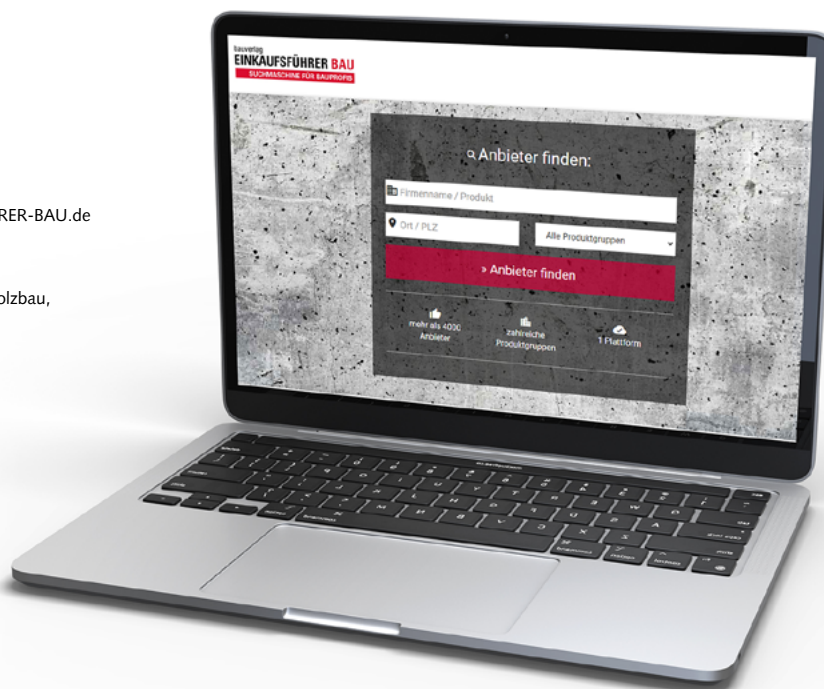 bauverlag
EINKAUFSFÜHRER BAU
SUCHMASCHINE FÜR BAUPROFIS
RER-BAU.de
olzbau,
Anbieter finden:
Firmenname / Produkt
Ort / PLZ
Alle Produktgruppen
» Anbieter finden
mehr als 4000
Anbieter
zahlreiche
Produktgruppen
1 Plattform